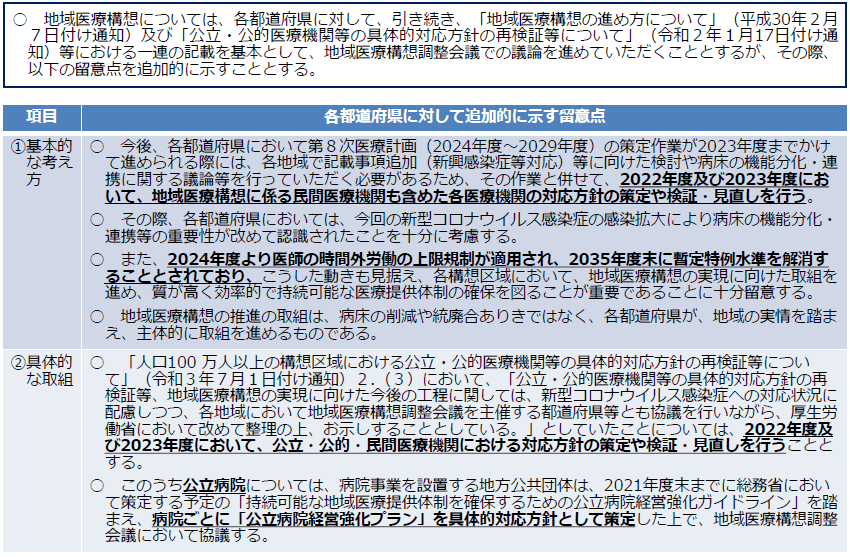 ○ 地域医療構想については、各都道府県に対して、引き続き、「地域医療構想の進め方について」（平成30年２月
７日付け通知）及び「公立・公的医療機関等の具体的対応方針の再検証等について」（令和２年１月17日付け通
知）等における一連の記載を基本として、地域医療構想調整会議での議論を進めていただくこととするが、その際、
以下の留意点を追加的に示すこととする。
項目 各都道府県に対して追加的に示す留意点
①基本的
な考え
方
○ 今後、各都道府県において第８次医療計画（2024年度～2029年度）の策定作業が2023年度までかけ
て進められる際には、各地域で記載事項追加（新興感染症等対応）等に向けた検討や病床の機能分化・連
携に関する議論等を行っていただく必要があるため、その作業と併せて、2022年度及び2023年度にお
いて、地域医療構想に係る民間医療機関も含めた各医療機関の対応方針の策定や検証・見直しを行う。
○ その際、各都道府県においては、今回の新型コロナウイルス感染症の感染拡大により病床の機能分化・
連携等の重要性が改めて認識されたことを十分に考慮する。
○ また、2024年度より医師の時間外労働の上限規制が適用され、2035年度末に暫定特例水準を解消す
ることとされており、こうした動きも見据え、各構想区域において、地域医療構想の実現に向けた取組を
進め、質が高く効率的で持続可能な医療提供体制の確保を図ることが重要であることに十分留意する。
○ 地域医療構想の推進の取組は、病床の削減や統廃合ありきではなく、各都道府県が、地域の実情を踏ま
え、主体的に取組を進めるものである。
②具体的
な取組
○ 「人口100 万人以上の構想区域における公立・公的医療機関等の具体的対応方針の再検証等につい
て」（令和３年７月１日付け通知）２．（３）において、「公立・公的医療機関等の具体的対応方針の再
検証等、地域医療構想の実現に向けた今後の工程に関しては、新型コロナウイルス感染症への対応状況に
配慮しつつ、各地域において地域医療構想調整会議を主催する都道府県等とも協議を行いながら、厚生労
働省において改めて整理の上、お示しすることとしている。」としていたことについては、2022年度及
び2023年度において、公立・公的・民間医療機関における対応方針の策定や検証・見直しを行うことと
する。
○ このうち公立病院については、病院事業を設置する地方公共団体は、2021年度末までに総務省におい
て策定する予定の「持続可能な地域医療提供体制を確保するための公立病院経営強化ガイドライン」を踏
まえ、病院ごとに「公立病院経営強化プラン」を具体的対応方針として策定した上で、地域医療構想調整
会議において協議する。